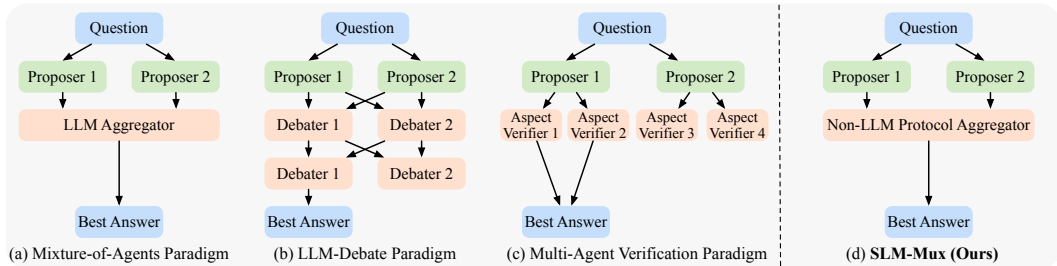 Question
Proposer 1
Proposer 2
LLM Aggregator
Best Answer
(a) Mixture-of-Agents Paradigm
Question
Proposer 1
Proposer 2
Debater 1
Debater 2
Debater 1
Debater 2
Best Answer
(b) LLM-Debate Paradigm
Question
Proposer 1
Proposer 2
Aspect
Verifier 1
Aspect
Verifier 2
Aspect
Verifier 3
Aspect
Verifier 4
Best Answer
(c) Multi-Agent Verification Paradigm
Question
Proposer 1
Proposer 2
Non-LLM Protocol Aggregator
Best Answer
(d) SLM-Mux (Ours)